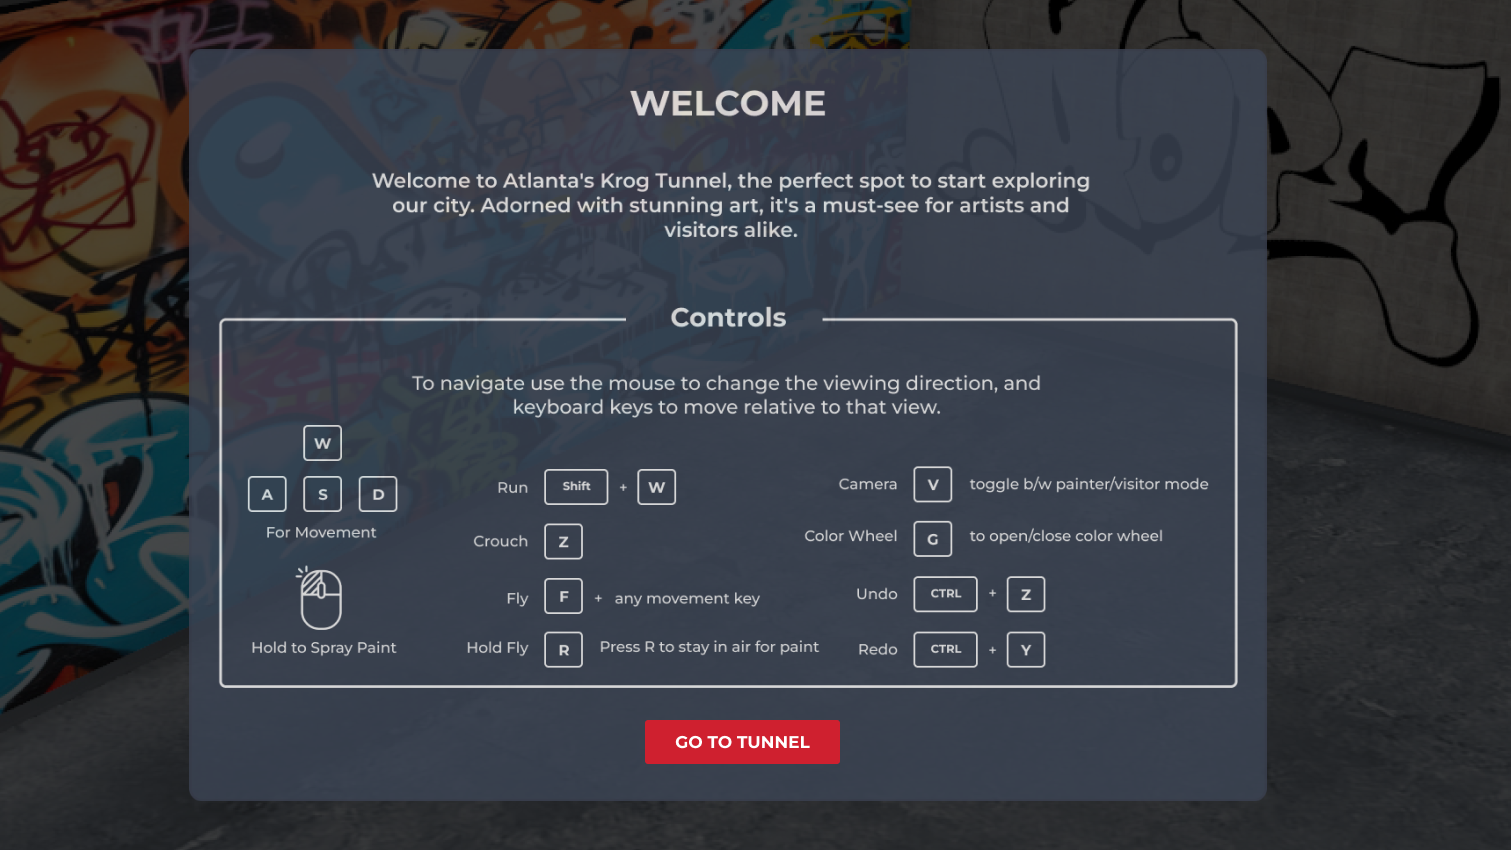 WELCOME
Welcome to Atlanta's Krog Tunnel, the perfect spot to start exploring
our city. Adorned with stunning art, it's a must-see for artists and
visitors alike.
Controls
To navigate use the mouse to change the viewing direction, and
keyboard keys to move relative to that view.
W
A S D
For Movement
Hold to Spray Paint
Run Shift + W
Crouch Z
Fly F + any movement key
Hold Fly R Press R to stay in air for paint
Camera V toggle b/w painter/visitor mode
Color Wheel G to open/close color wheel
Undo CTRL + Z
Redo CTRL + Y
GO TO TUNNEL